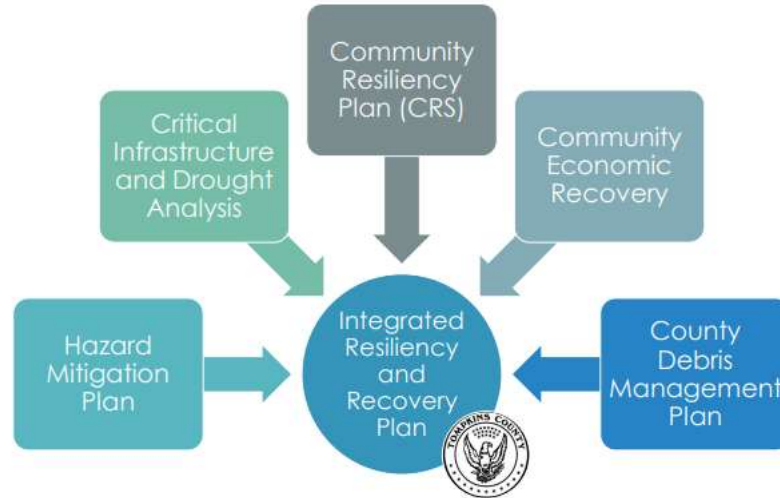 Community
Resiliency
Plan (CRS)
Critical
Infrastructure
and Drought
Analysis
Community
Economic
Recovery
Hazard
Mitigation
Plan
Integrated
Resiliency
and
Recovery
Plan
County
Debris
Management
Plan
TOMPKINS COUNTY